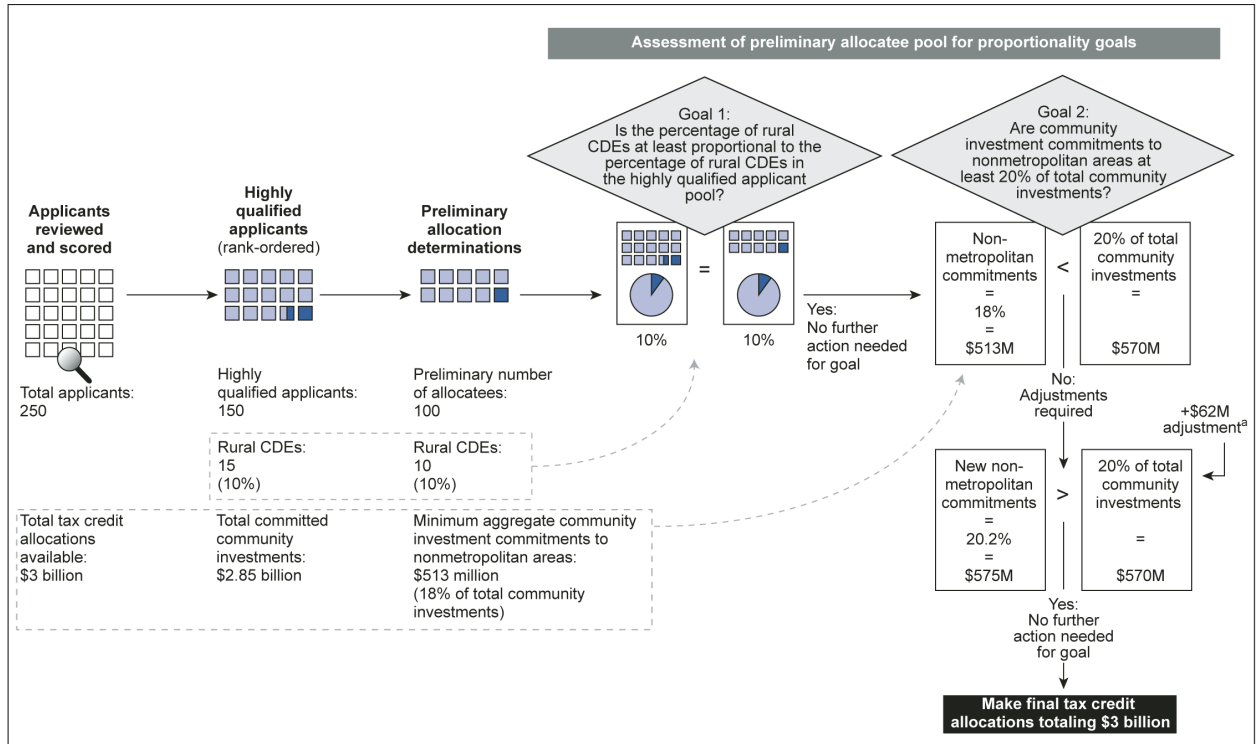 Assessment of preliminary allocatee pool for proportionality goals
Applicants
reviewed
and scored
Total applicants:
250
Highly
qualified
applicants
(rank-ordered)
Highly
qualified applicants:
150
Preliminary
allocation
determinations
Preliminary number
of allocatees:
100
Rural CDEs:
15
(10%)
Rural CDEs:
10
(10%)
Total tax credit
allocations
available:
$3 billion
Total committed
community
investments:
$2.85 billion
Minimum aggregate community
investment commitments to
nonmetropolitan areas:
$513 million
(18% of total community
investments)
Goal 1:
Is the percentage of rural
CDEs at least proportional to the
percentage of rural CDEs in
the highly qualified applicant
pool?
=
10%
10%
Yes:
No further
action needed
for goal
Goal 2:
Are community
investment commitments to
nonmetropolitan areas at
least 20% of total community
investments?
Non-
metropolitan
commitments
=
18%
=
$513M
<
20% of total
community
investments
=
$570M
No:
Adjustments
required
+$62M
adjustmentᵃ
New non-
metropolitan
commitments
=
20.2%
=
$575M
>
20% of total
community
investments
=
$570M
Yes:
No further
action needed
for goal
Make final tax credit
allocations totaling $3 billion